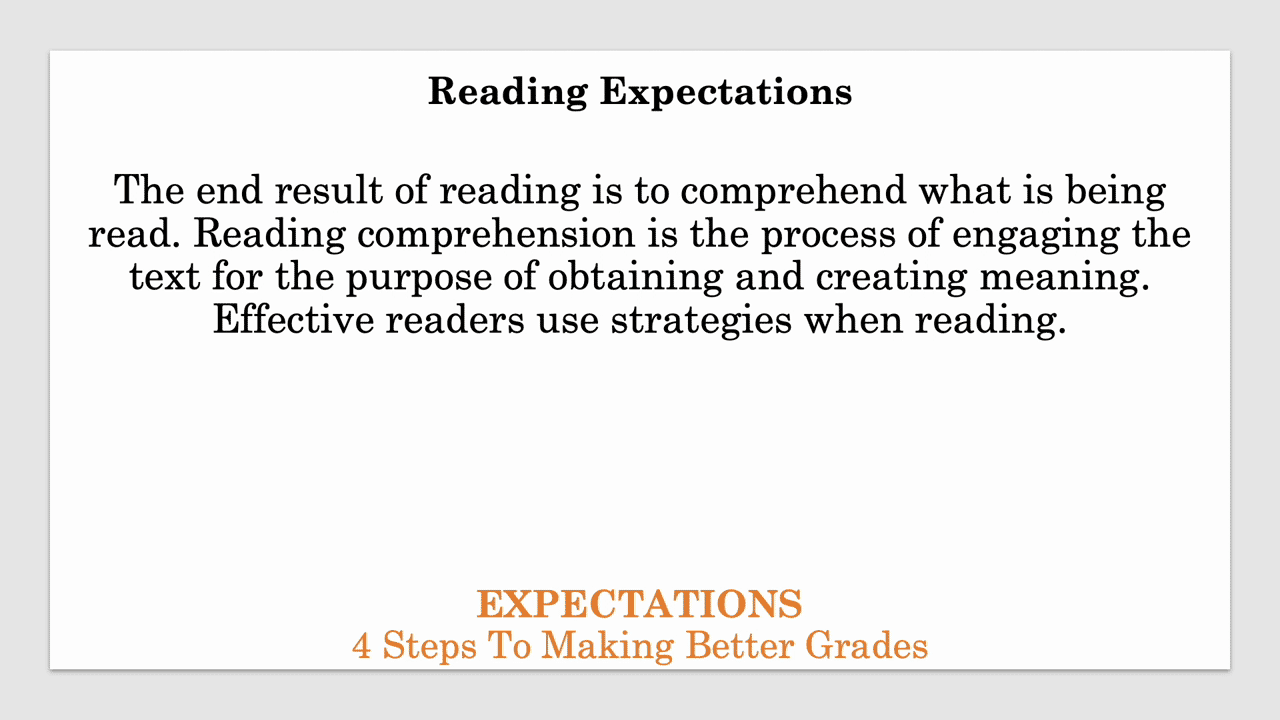 Reading Expectations
The end result of reading is to comprehend what is being
read. Reading comprehension is the process of engaging the
text for the purpose of obtaining and creating meaning.
Effective readers use strategies when reading.
EXPECTATIONS
4 Steps To Making Better Grades